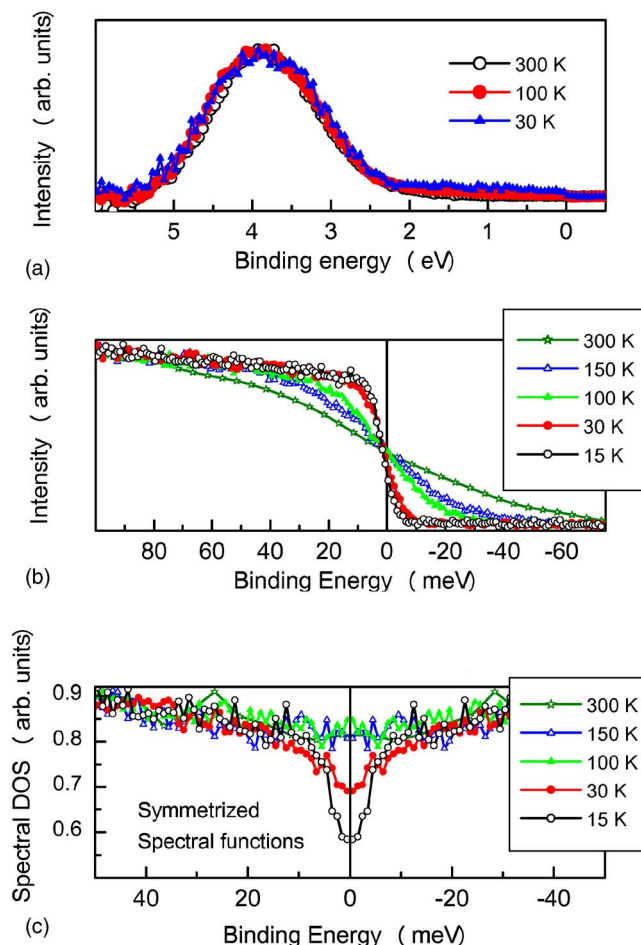 (a)
Intensity ( arb. units)
300 K
100 K
30 K
5 4 3 2 1 0
Binding energy ( eV)
(b)
Intensity ( arb. units)
300 K
150 K
100 K
30 K
15 K
80 60 40 20 0 -20 -40 -60
Binding Energy ( meV)
(c)
Spectral DOS ( arb. units)
0.9
0.8
0.7
0.6
Symmetrized
Spectral functions
300 K
150 K
100 K
30 K
15 K
40 20 0 -20 -40
Binding Energy ( meV)